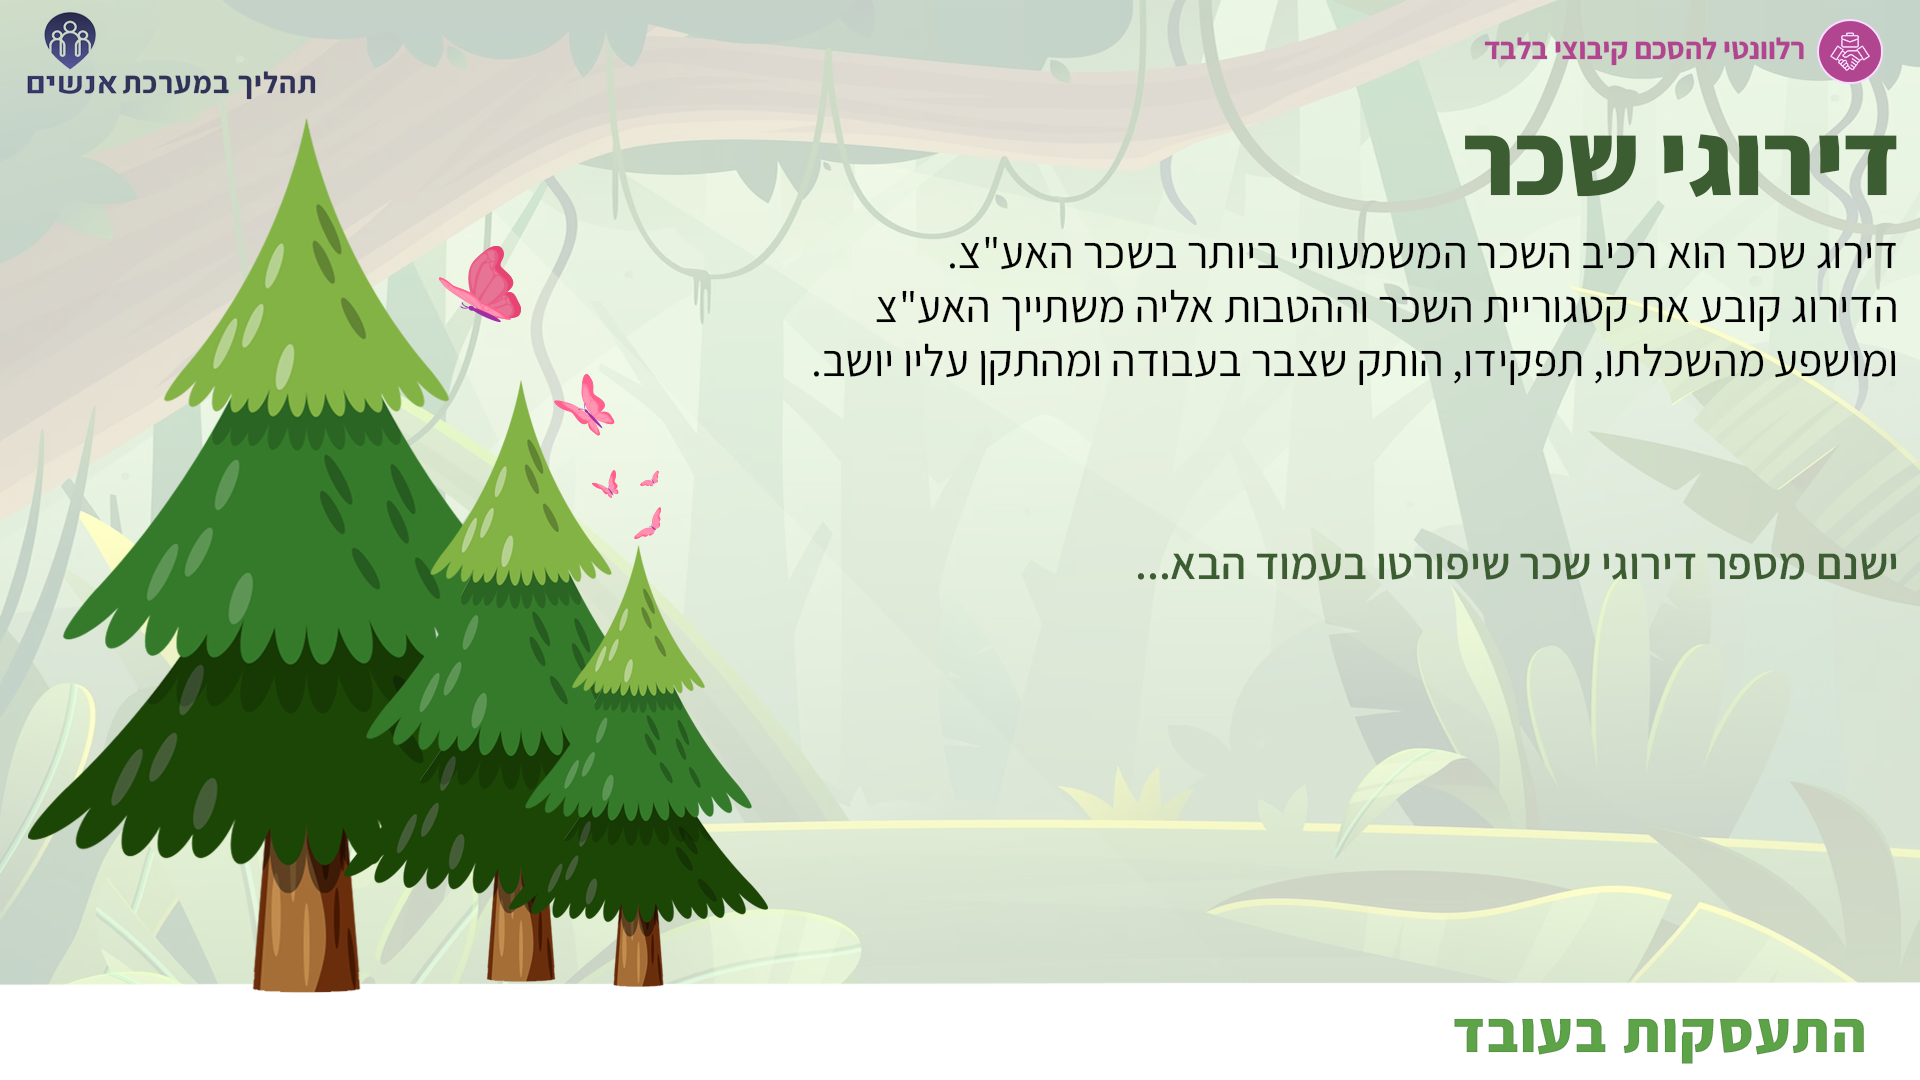 רלוונטי להסכם קיבוצי בלבד
תהליך במערכת אנשים
דירוגי שכר
דירוג שכר הוא רכיב השכר המשמעותי ביותר בשכר האע"צ.
הדירוג קובע את קטגוריית השכר וההטבות אליה משתייך האע"צ
ומושפע מהשכלתו, תפקידו, הותק שצבר בעבודה ומהתקן עליו יושב.
ישנם מספר דירוגי שכר שיפורטו בעמוד הבא...
התעסקות בעובד